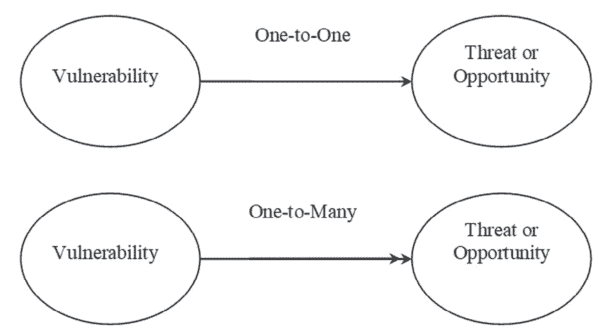 One-to-One
Vulnerability
Threat or
Opportunity
One-to-Many
Vulnerability
Threat or
Opportunity